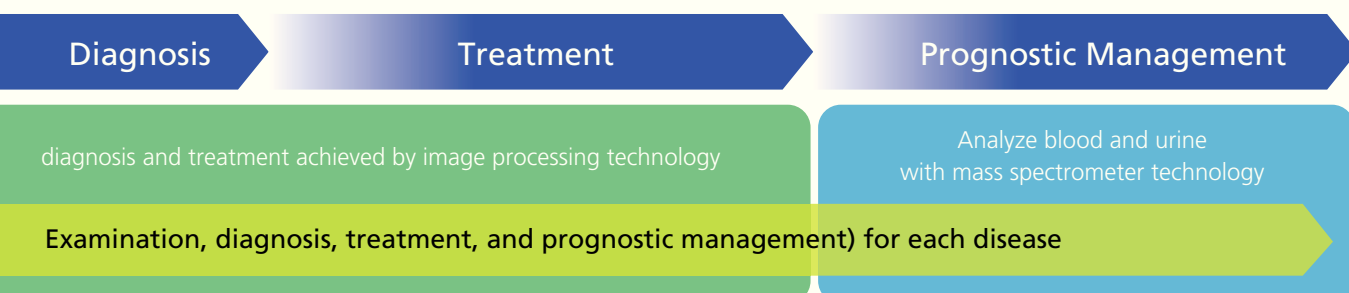 Diagnosis
Treatment
Prognostic Management
diagnosis and treatment achieved by image processing technology
Analyze blood and urine
with mass spectrometer technology
Examination, diagnosis, treatment, and prognostic management) for each disease